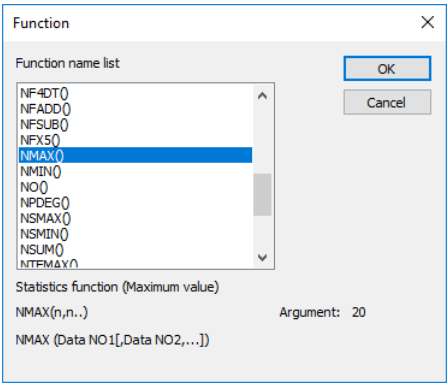 Function
Function name list
OK
Cancel
NF4DT()
NFADD()
NFSUB()
NFX5()
NMAX()
NMIN()
NO()
NPDEG()
NSMAX()
NSMIN()
NSUM()
NTEMAX()
Statistics function (Maximum value)
NMAX(n,n..) Argument: 20
NMAX (Data NO1[,Data NO2,...])